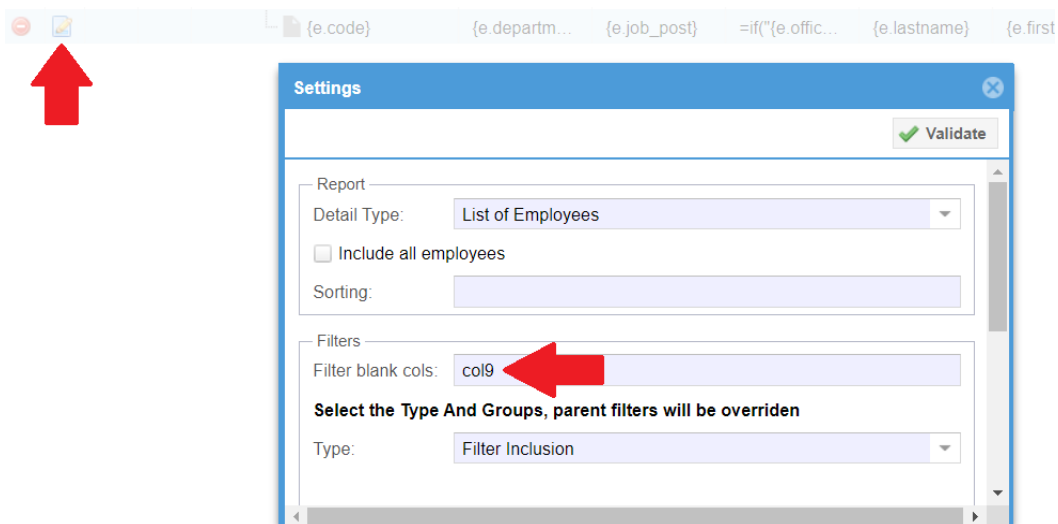 {e.code} {e.departm... {e.job_post} =if("{e.offic... {e.lastname} {e.first
Settings
Validate
Report
Detail Type: List of Employees
Include all employees
Sorting:
Filters
Filter blank cols: col9
Select the Type And Groups, parent filters will be overriden
Type: Filter Inclusion